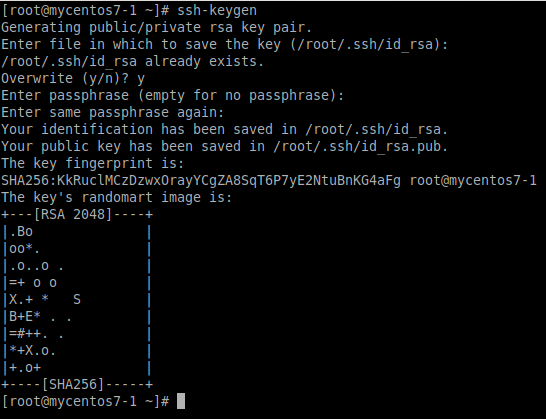 [root@mycentos7-1 ~]# ssh-keygen
Generating public/private rsa key pair.
Enter file in which to save the key (/root/.ssh/id_rsa):
/root/.ssh/id_rsa already exists.
Overwrite (y/n)? y
Enter passphrase (empty for no passphrase):
Enter same passphrase again:
Your identification has been saved in /root/.ssh/id_rsa.
Your public key has been saved in /root/.ssh/id_rsa.pub.
The key fingerprint is:
SHA256:KkRuclMCzDzwxOrayYCgZA8SqT6P7yE2NtuBnKG4aFg root@mycentos7-1
The key's randomart image is:
+---[RSA 2048]----+
|.Bo              |
|oo*.             |
|.o..o .          |
|=+ o o           |
|X.+ *   S        |
|B+E* . .         |
|=#++. .          |
|*+X.o.           |
|+.o+             |
+----[SHA256]-----+
[root@mycentos7-1 ~]#